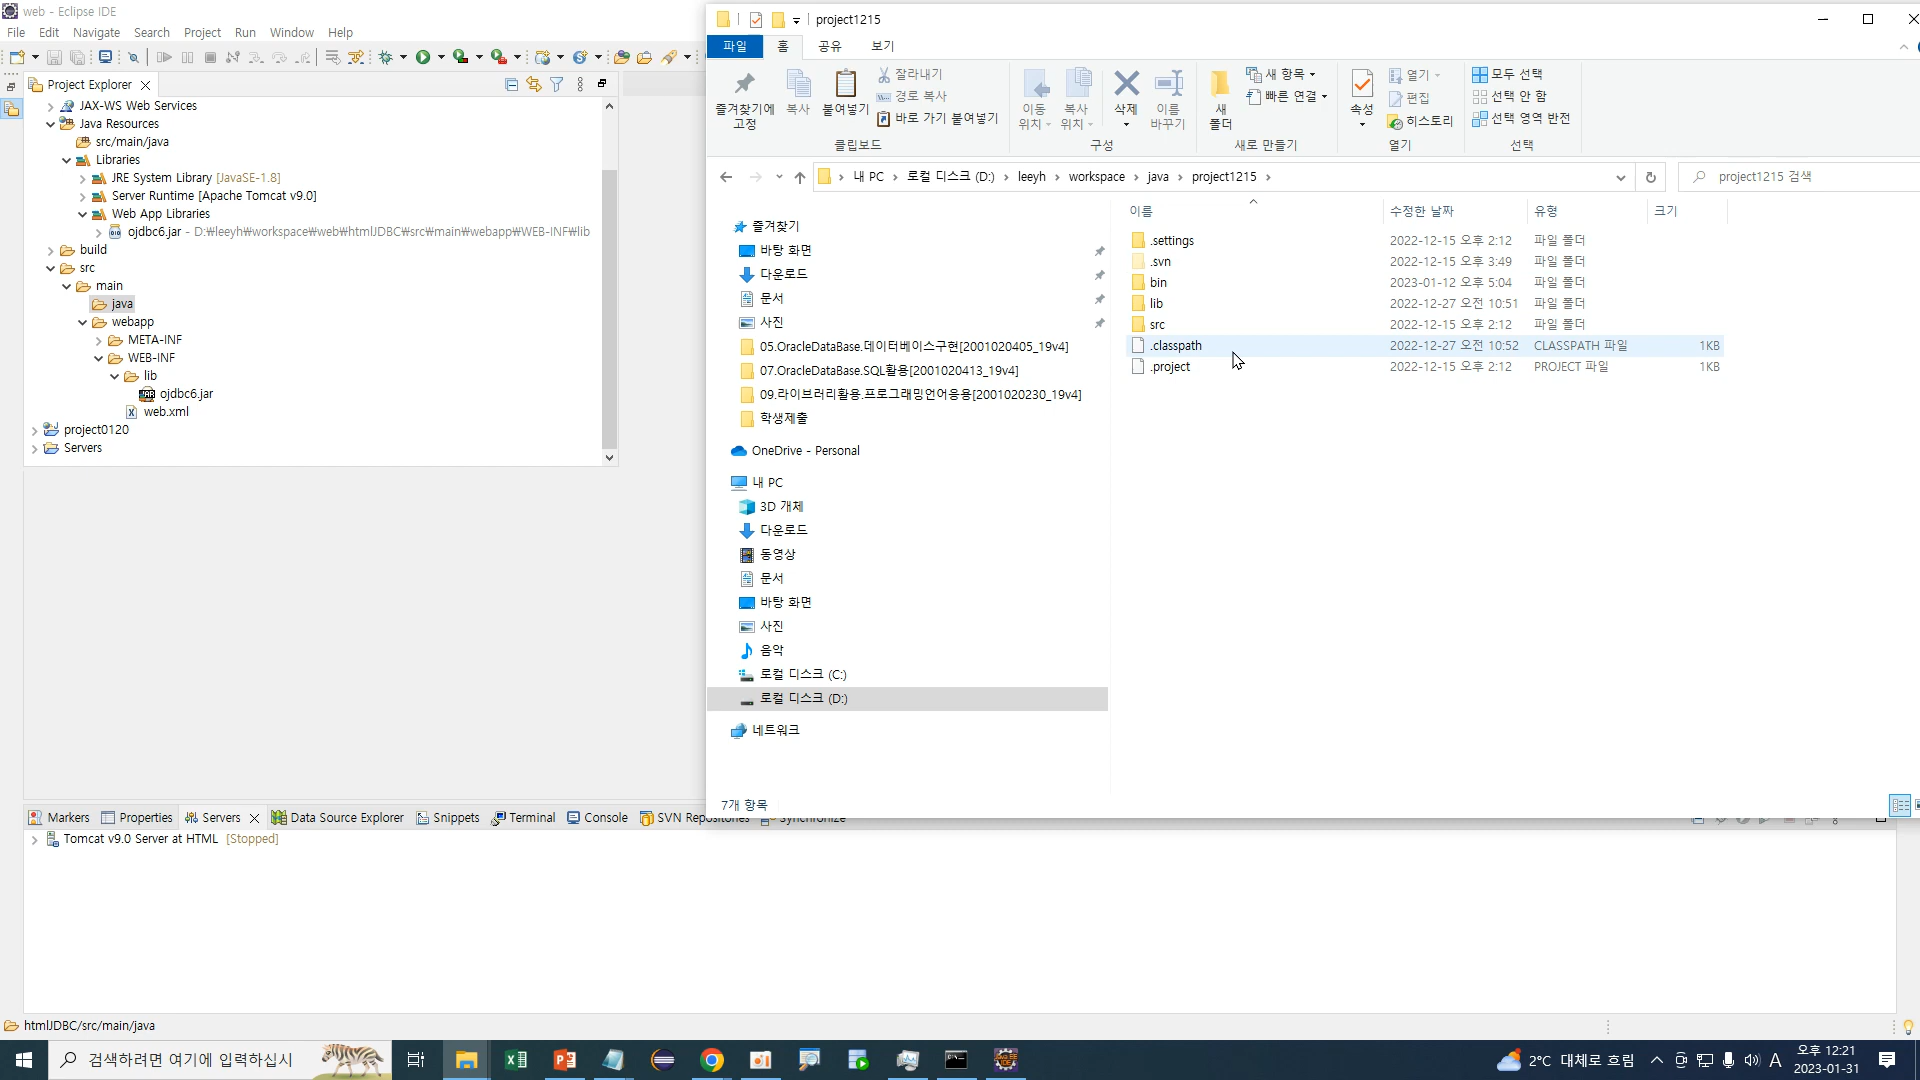 web - Eclipse IDE
File Edit Navigate Search Project Run Window Help
Project Explorer
JAX-WS Web Services
Java Resources
src/main/java
Libraries
JRE System Library [JavaSE-1.8]
Server Runtime [Apache Tomcat v9.0]
Web App Libraries
ojdbc6.jar - D:₩leeyh₩workspace₩web₩htmlJDBC₩src₩main₩webapp₩WEB-INF₩lib
build
src
main
java
webapp
META-INF
WEB-INF
lib
ojdbc6.jar
web.xml
project0120
Servers
project1215
파일 홈 공유 보기
즐겨찾기에 고정
복사
붙여넣기
잘라내기
경로 복사
바로 가기 붙여넣기
클립보드
이동 위치
복사 위치
삭제
이름 바꾸기
구성
새 폴더
새 항목
빠른 연결
새로 만들기
속성
열기
편집
히스토리
열기
모두 선택
선택 안 함
선택 영역 반전
선택
내 PC › 로컬 디스크 (D:) › leeyh › workspace › java › project1215 ›
project1215 검색
즐겨찾기
바탕 화면
다운로드
문서
사진
05.OracleDataBase.데이터베이스구현[2001020405_19v4]
07.OracleDataBase.SQL활용[2001020413_19v4]
09.라이브러리활용.프로그래밍언어응용[2001020230_19v4]
학생제출
OneDrive - Personal
내 PC
3D 개체
다운로드
동영상
문서
바탕 화면
사진
음악
로컬 디스크 (C:)
로컬 디스크 (D:)
네트워크
이름 수정한 날짜 유형 크기
.settings 2022-12-15 오후 2:12 파일 폴더
.svn 2022-12-15 오후 3:49 파일 폴더
bin 2023-01-12 오후 5:04 파일 폴더
lib 2022-12-27 오전 10:51 파일 폴더
src 2022-12-15 오후 2:12 파일 폴더
.classpath 2022-12-27 오전 10:52 CLASSPATH 파일 1KB
.project 2022-12-15 오후 2:12 PROJECT 파일 1KB
7개 항목
Markers Properties Servers Data Source Explorer Snippets Terminal Console SVN Repositories Synchronize
Tomcat v9.0 Server at HTML [Stopped]
htmlJDBC/src/main/java
검색하려면 여기에 입력하십시
2°C 대체로 흐림
A
오후 12:21
2023-01-31